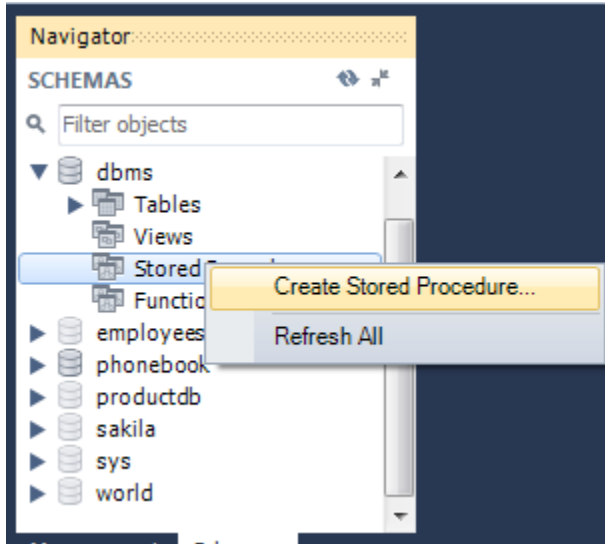 Navigator
SCHEMAS
Filter objects
dbms
Tables
Views
Stored
Create Stored Procedure...
Refresh All
employees
phonebook
productdb
sakila
sys
world